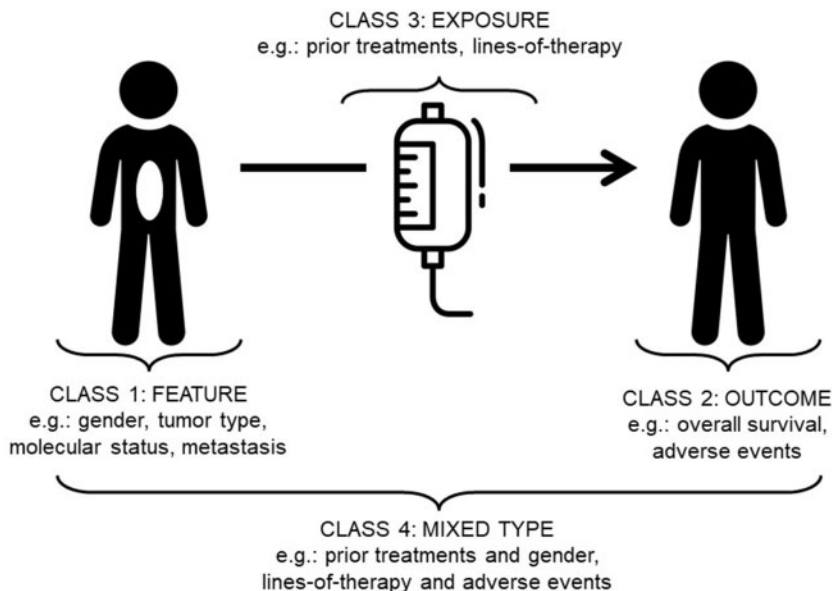 CLASS 3: EXPOSURE
e.g.: prior treatments, lines-of-therapy
CLASS 1: FEATURE
e.g.: gender, tumor type,
molecular status, metastasis
CLASS 2: OUTCOME
e.g.: overall survival,
adverse events
CLASS 4: MIXED TYPE
e.g.: prior treatments and gender,
lines-of-therapy and adverse events